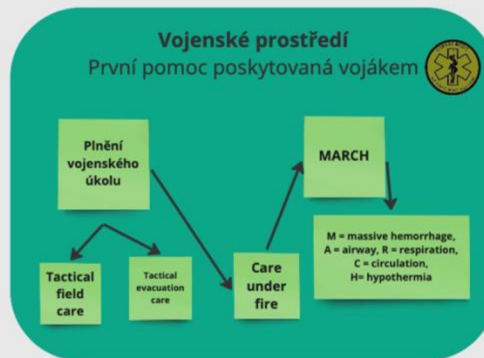 Vojenské prostředí
První pomoc poskytovaná vojákem
Plnění
vojenského
úkolu
MARCH
M = massive hemorrhage,
A = airway, R = respiration,
C = circulation,
H= hypothermia
Tactical
field
care
Tactical
evacuation
care
Care
under
fire